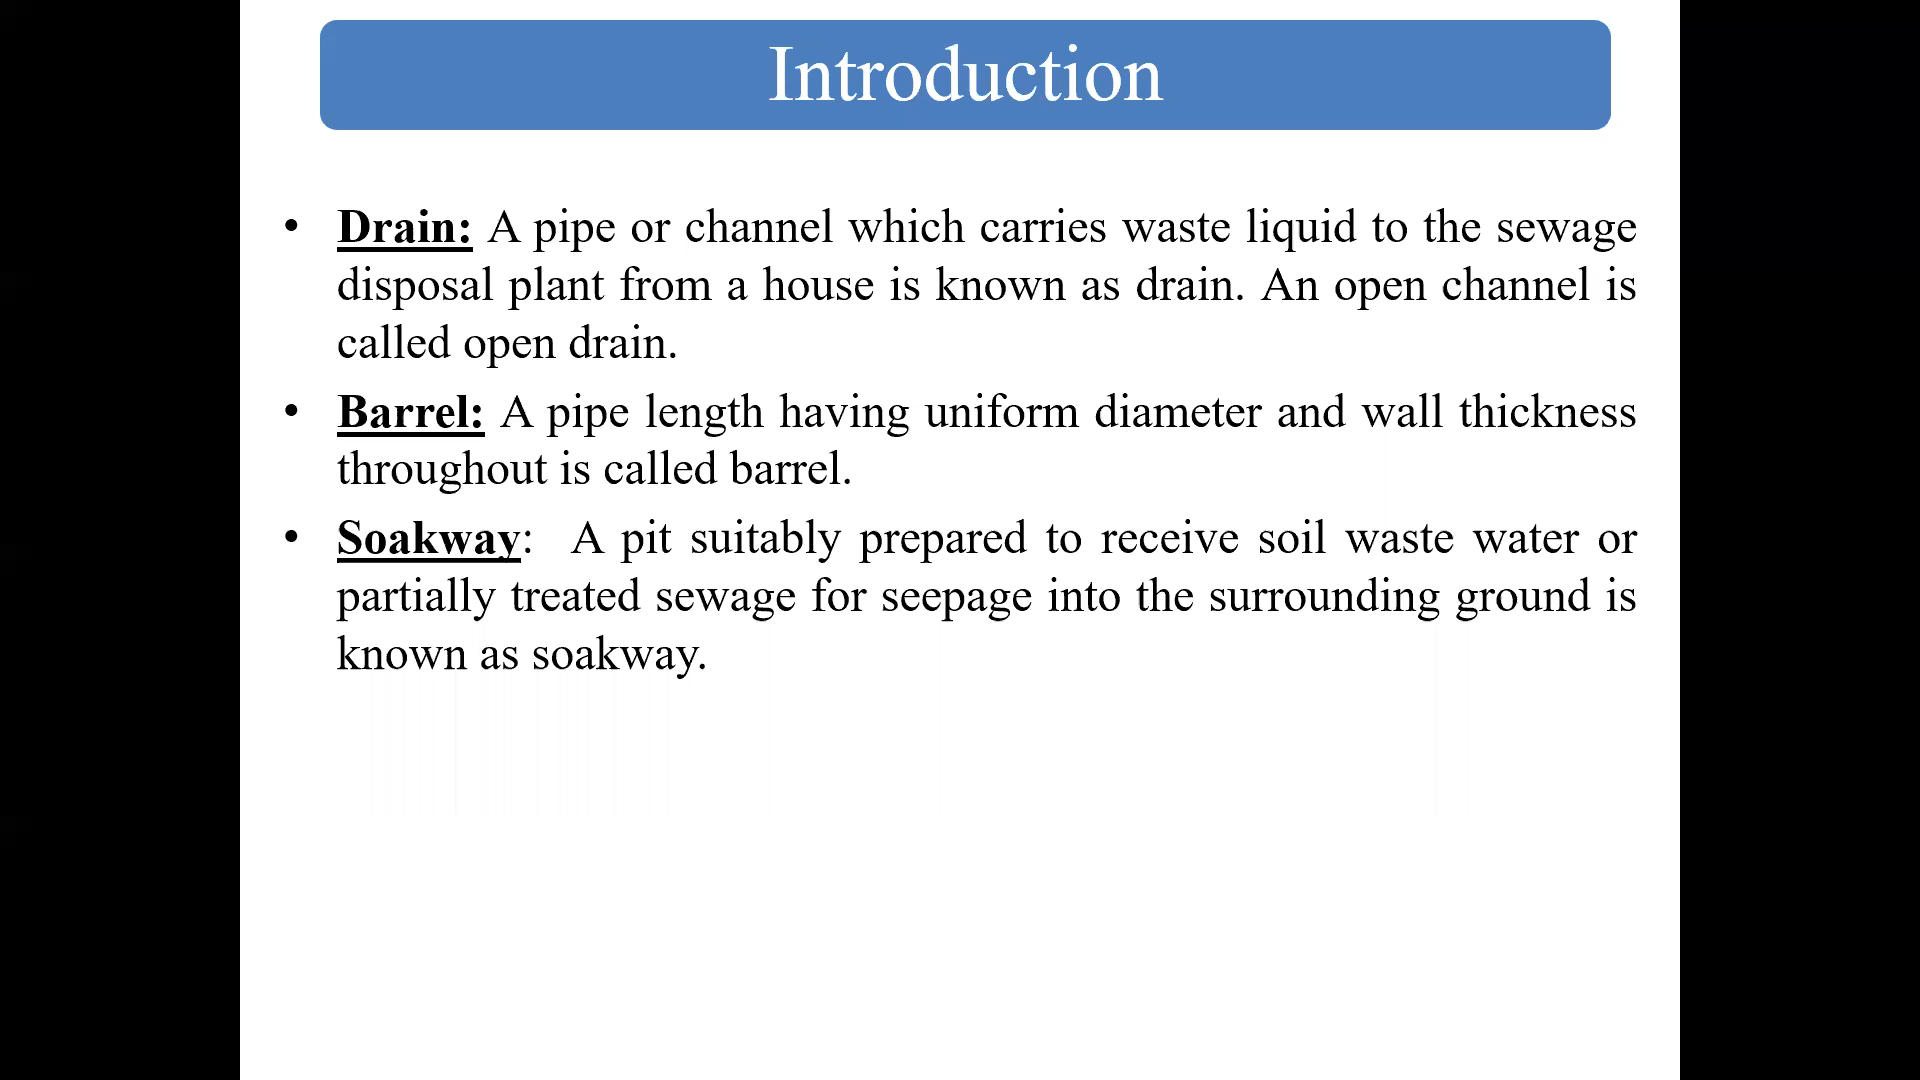 Introduction
• Drain: A pipe or channel which carries waste liquid to the sewage
disposal plant from a house is known as drain. An open channel is
called open drain.
• Barrel: A pipe length having uniform diameter and wall thickness
throughout is called barrel.
• Soakway: A pit suitably prepared to receive soil waste water or
partially treated sewage for seepage into the surrounding ground is
known as soakway.